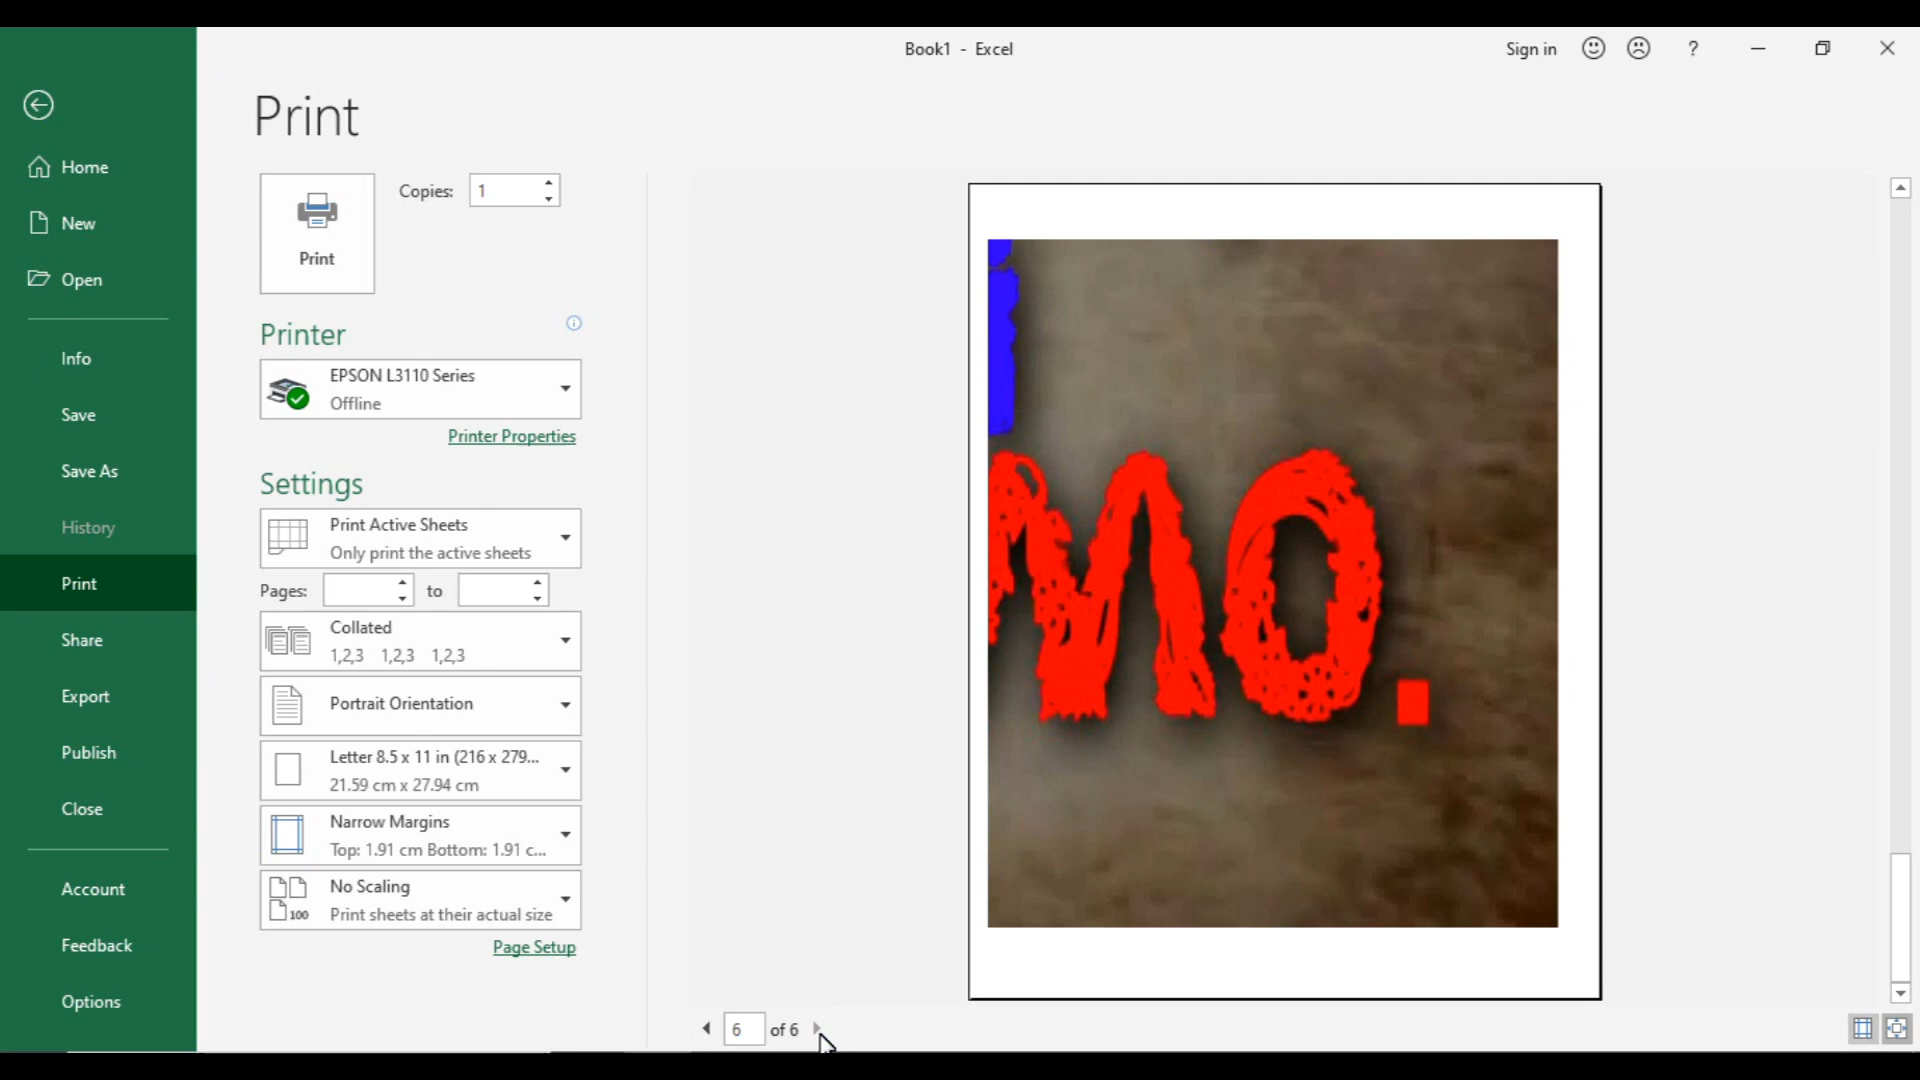 Book1 - Excel
Sign in
?
Print
Home
New
Open
Info
Save
Save As
History
Print
Share
Export
Publish
Close
Account
Feedback
Options
Print
Copies: 1
Printer
EPSON L3110 Series
Offline
Printer Properties
Settings
Print Active Sheets
Only print the active sheets
Pages: to
Collated
1,2,3 1,2,3 1,2,3
Portrait Orientation
Letter 8.5 x 11 in (216 x 279...
21.59 cm x 27.94 cm
Narrow Margins
Top: 1.91 cm Bottom: 1.91 c...
No Scaling
100
Print sheets at their actual size
Page Setup
MO.
6 of 6